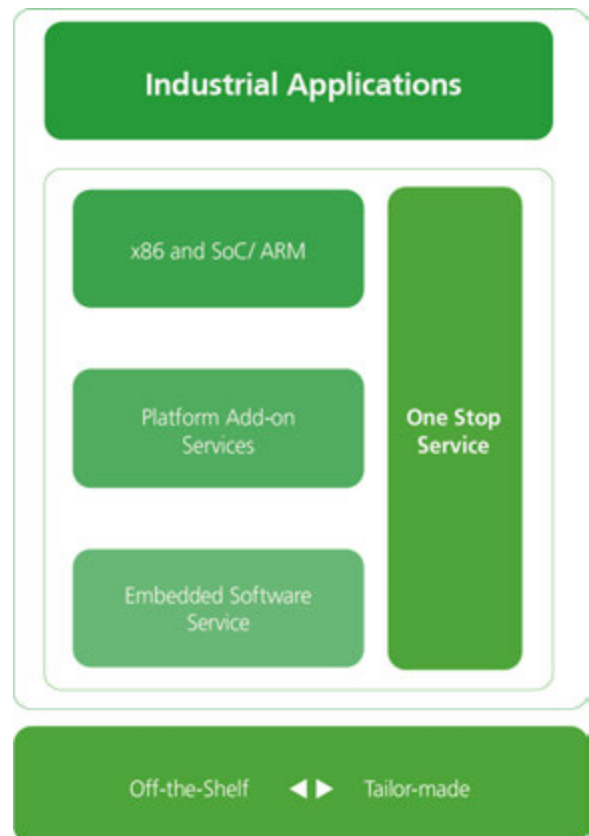 Industrial Applications
x86 and SoC/ ARM
Platform Add-on
Services
One Stop
Service
Embedded Software
Service
Off-the-Shelf ◀ ▶ Tailor-made